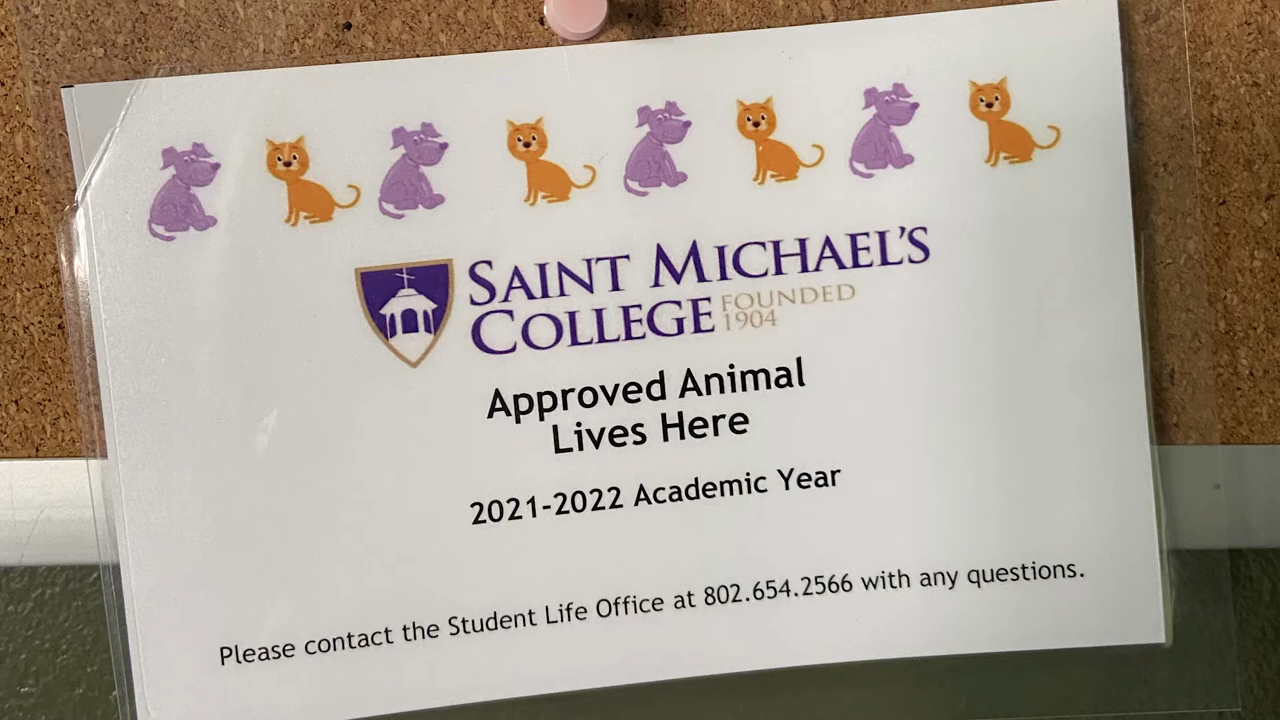 SAINT MICHAEL'S
COLLEGE FOUNDED
1904
Approved Animal
Lives Here
2021-2022 Academic Year
Please contact the Student Life Office at 802.654.2566 with any questions.